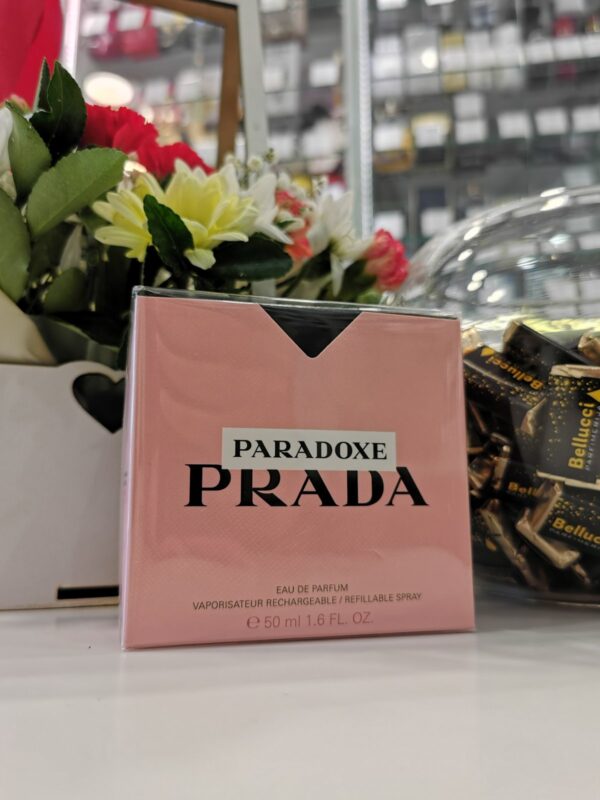 PARADOXE
PRADA
EAU DE PARFUM
VAPORISATEUR RECHARGEABLE / REFILLABLE SPRAY
℮ 50 ml 1.6 FL. OZ.
Bellucci
Bellucci
Bellucci